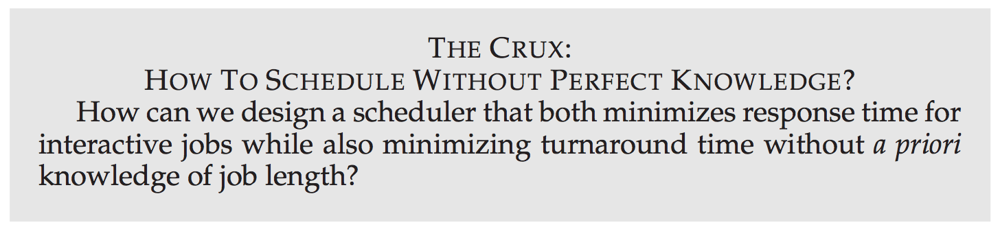 THE CRUX:
HOW TO SCHEDULE WITHOUT PERFECT KNOWLEDGE?
How can we design a scheduler that both minimizes response time for
interactive jobs while also minimizing turnaround time without a priori
knowledge of job length?